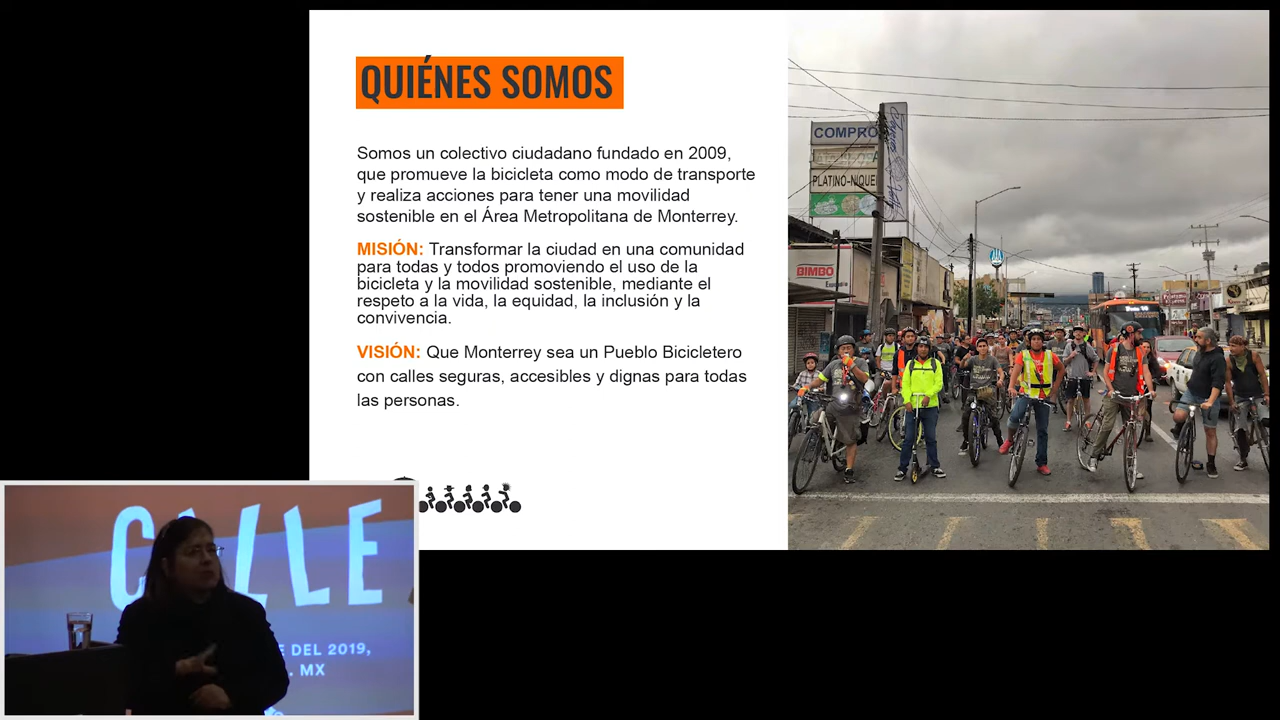 QUIÉNES SOMOS
Somos un colectivo ciudadano fundado en 2009,
que promueve la bicicleta como modo de transporte
y realiza acciones para tener una movilidad
sostenible en el Área Metropolitana de Monterrey.
MISIÓN: Transformar la ciudad en una comunidad
para todas y todos promoviendo el uso de la
bicicleta y la movilidad sostenible, mediante el
respeto a la vida, la equidad, la inclusión y la
convivencia.
VISIÓN: Que Monterrey sea un Pueblo Bicicletero
con calles seguras, accesibles y dignas para todas
las personas.
COMPRO
PLATINO-NIQUE
BIMBO
CALLE
DEL 2019,
MX